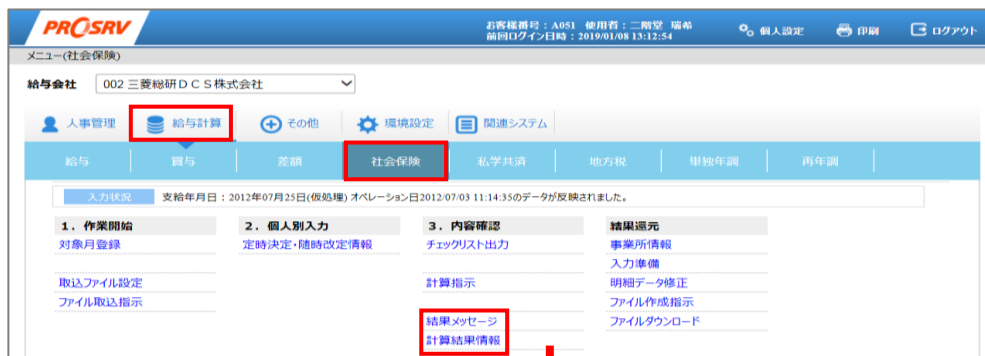 PROSRV
お客様番号：A051 使用者：二階堂 瑞希
前回ログイン日時：2019/01/08 13:12:54
個人設定 印刷 ログアウト
メニュー(社会保険)
給与会社 002 三菱総研ＤＣＳ株式会社
人事管理 給与計算 その他 環境設定 関連システム
給与 賞与 差額 社会保険 私学共済 地方税 単独年調 再年調
入力状況 支給年月日：2012年07月25日(仮処理) オペレーション日2012/07/03 11:14:35のデータが反映されました。
1．作業開始 2．個人別入力 3．内容確認 結果還元
対象月登録 定時決定・随時改定情報 チェックリスト出力 事業所情報
入力準備
取込ファイル設定 計算指示 明細データ修正
ファイル取込指示 ファイル作成指示
結果メッセージ ファイルダウンロード
計算結果情報